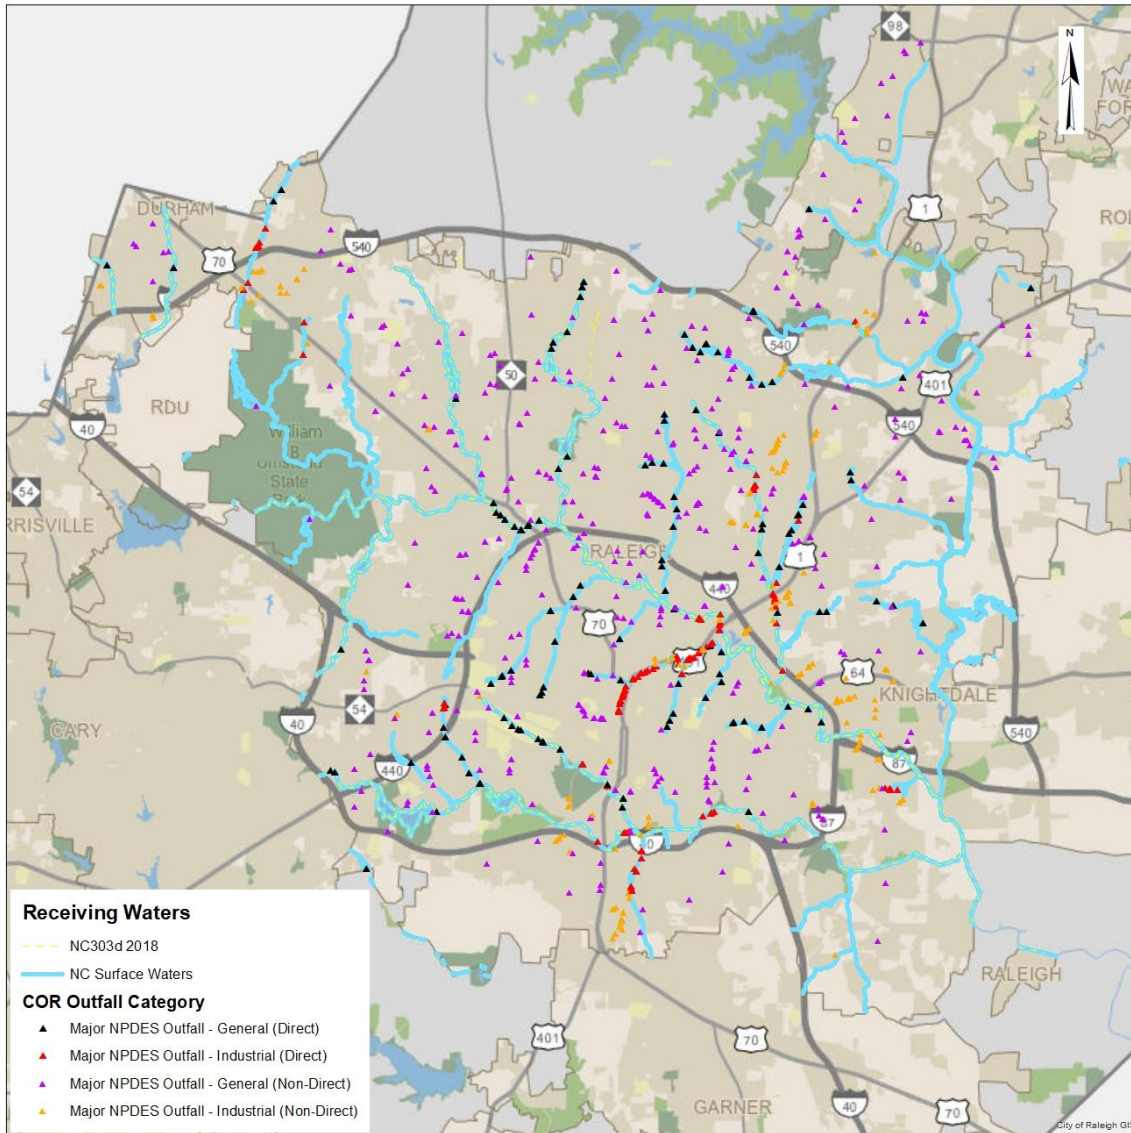 98
N
WA
FOR
DURHAM
1
ROL
70
540
540
50
401
RDU
40
540
William
B
Umstead
State
Park
54
RRISVILLE
RALEIGH
1
440
70
401
64
KNIGHTDALE
54
CARY
40
540
440
87
87
40
Receiving Waters
NC303d 2018
NC Surface Waters
COR Outfall Category
Major NPDES Outfall - General (Direct)
Major NPDES Outfall - Industrial (Direct)
Major NPDES Outfall - General (Non-Direct)
Major NPDES Outfall - Industrial (Non-Direct)
RALEIGH
401
70
GARNER
40
70
City of Raleigh GIS